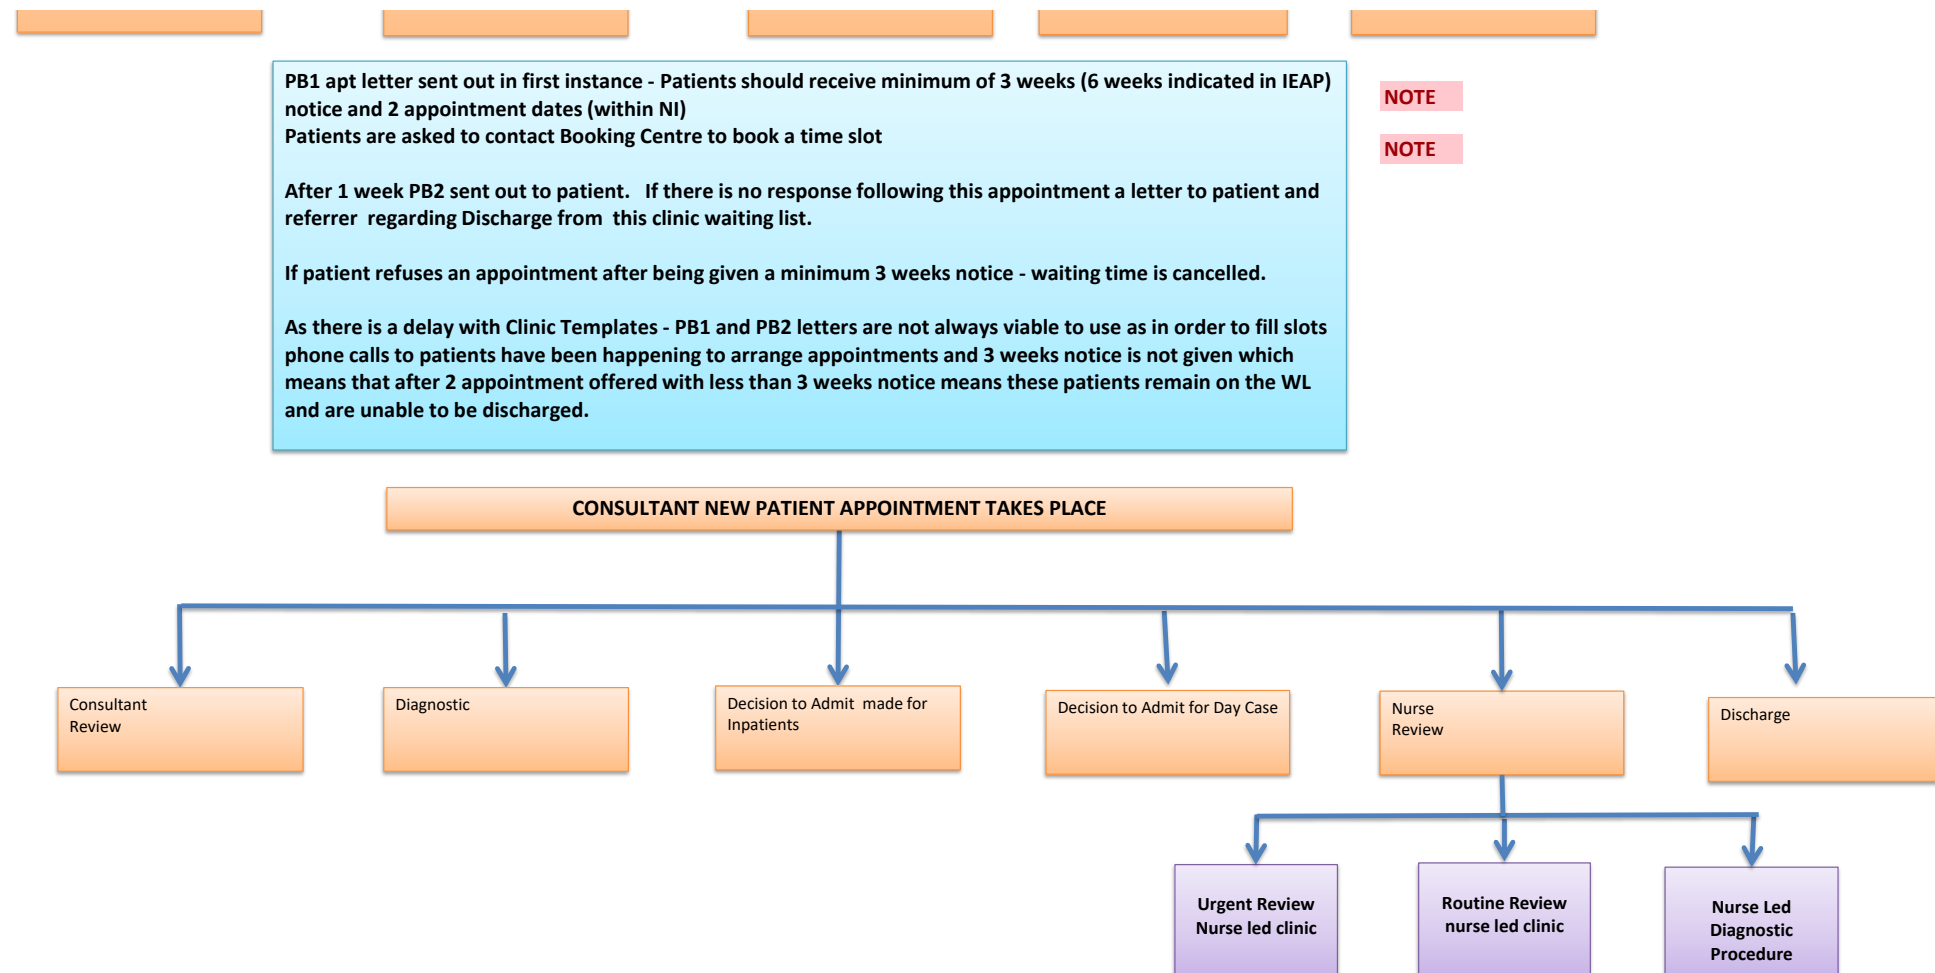 PB1 apt letter sent out in first instance - Patients should receive minimum of 3 weeks (6 weeks indicated in IEAP)
notice and 2 appointment dates (within NI)
Patients are asked to contact Booking Centre to book a time slot
After 1 week PB2 sent out to patient.   If there is no response following this appointment a letter to patient and
referrer  regarding Discharge from  this clinic waiting list.
If patient refuses an appointment after being given a minimum 3 weeks notice - waiting time is cancelled.
As there is a delay with Clinic Templates - PB1 and PB2 letters are not always viable to use as in order to fill slots
phone calls to patients have been happening to arrange appointments and 3 weeks notice is not given which
means that after 2 appointment offered with less than 3 weeks notice means these patients remain on the WL
and are unable to be discharged.
NOTE
NOTE
CONSULTANT NEW PATIENT APPOINTMENT TAKES PLACE
Consultant
Review
Diagnostic
Decision to Admit  made for
Inpatients
Decision to Admit for Day Case
Nurse
Review
Discharge
Urgent Review
Nurse led clinic
Routine Review
nurse led clinic
Nurse Led
Diagnostic
Procedure